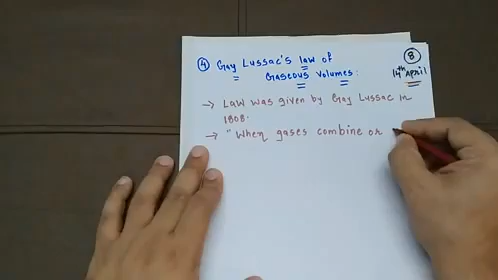 ④ Gay Lussac's law of
Gaseous Volumes:
⑧
14th April
→ Law was given by Gay Lussac in
1808.
→ "When gases combine or